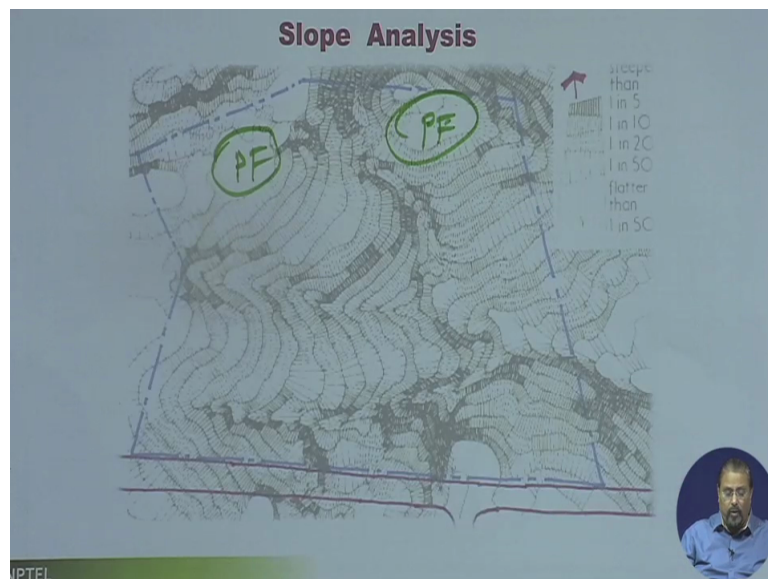 Slope Analysis
than
1 in 5
1 in 10
1 in 20
1 in 50
flatter
than
1 in 50
PF
PF